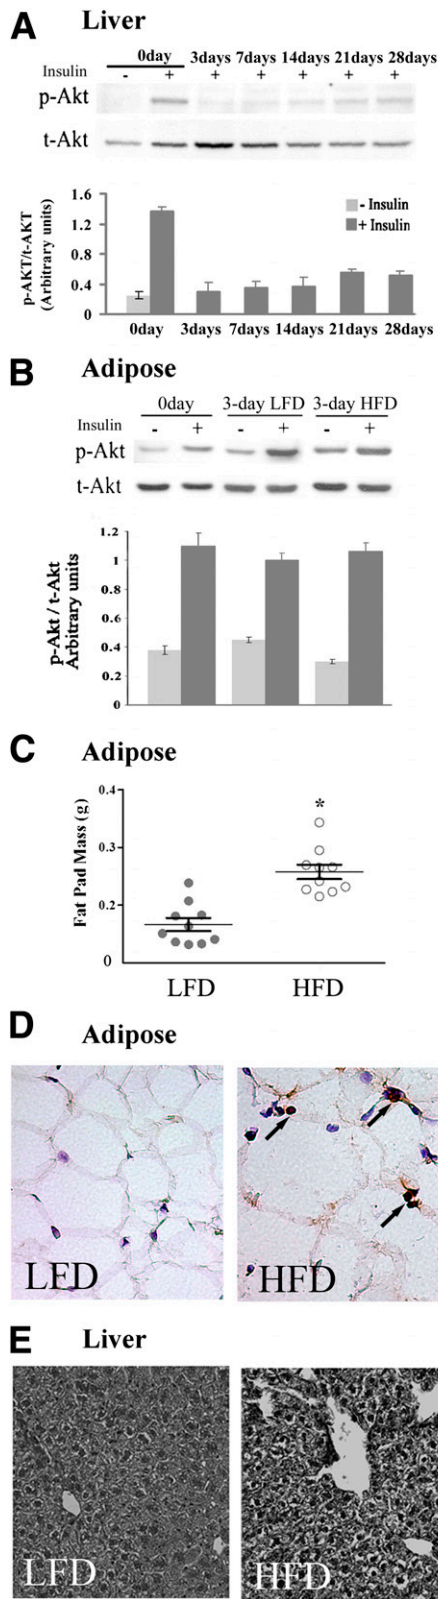 A Liver
0day 3days 7days 14days 21days 28days
Insulin - + + + + + +
p-Akt
t-Akt
p-AKT/t-AKT
(Arbitrary units)
1.6
1.2
0.8
0.4
0
- Insulin
+ Insulin
0day 3days 7days 14days 21days 28days
B Adipose
0day 3-day LFD 3-day HFD
Insulin - + - + - +
p-Akt
t-Akt
p-Akt / t-Akt
Arbitrary units
1.2
1
0.8
0.6
0.4
0.2
0
C Adipose
Fat Pad Mass (g)
0.4
0.3
0.2
0
*
LFD HFD
D Adipose
LFD HFD
E Liver
LFD HFD